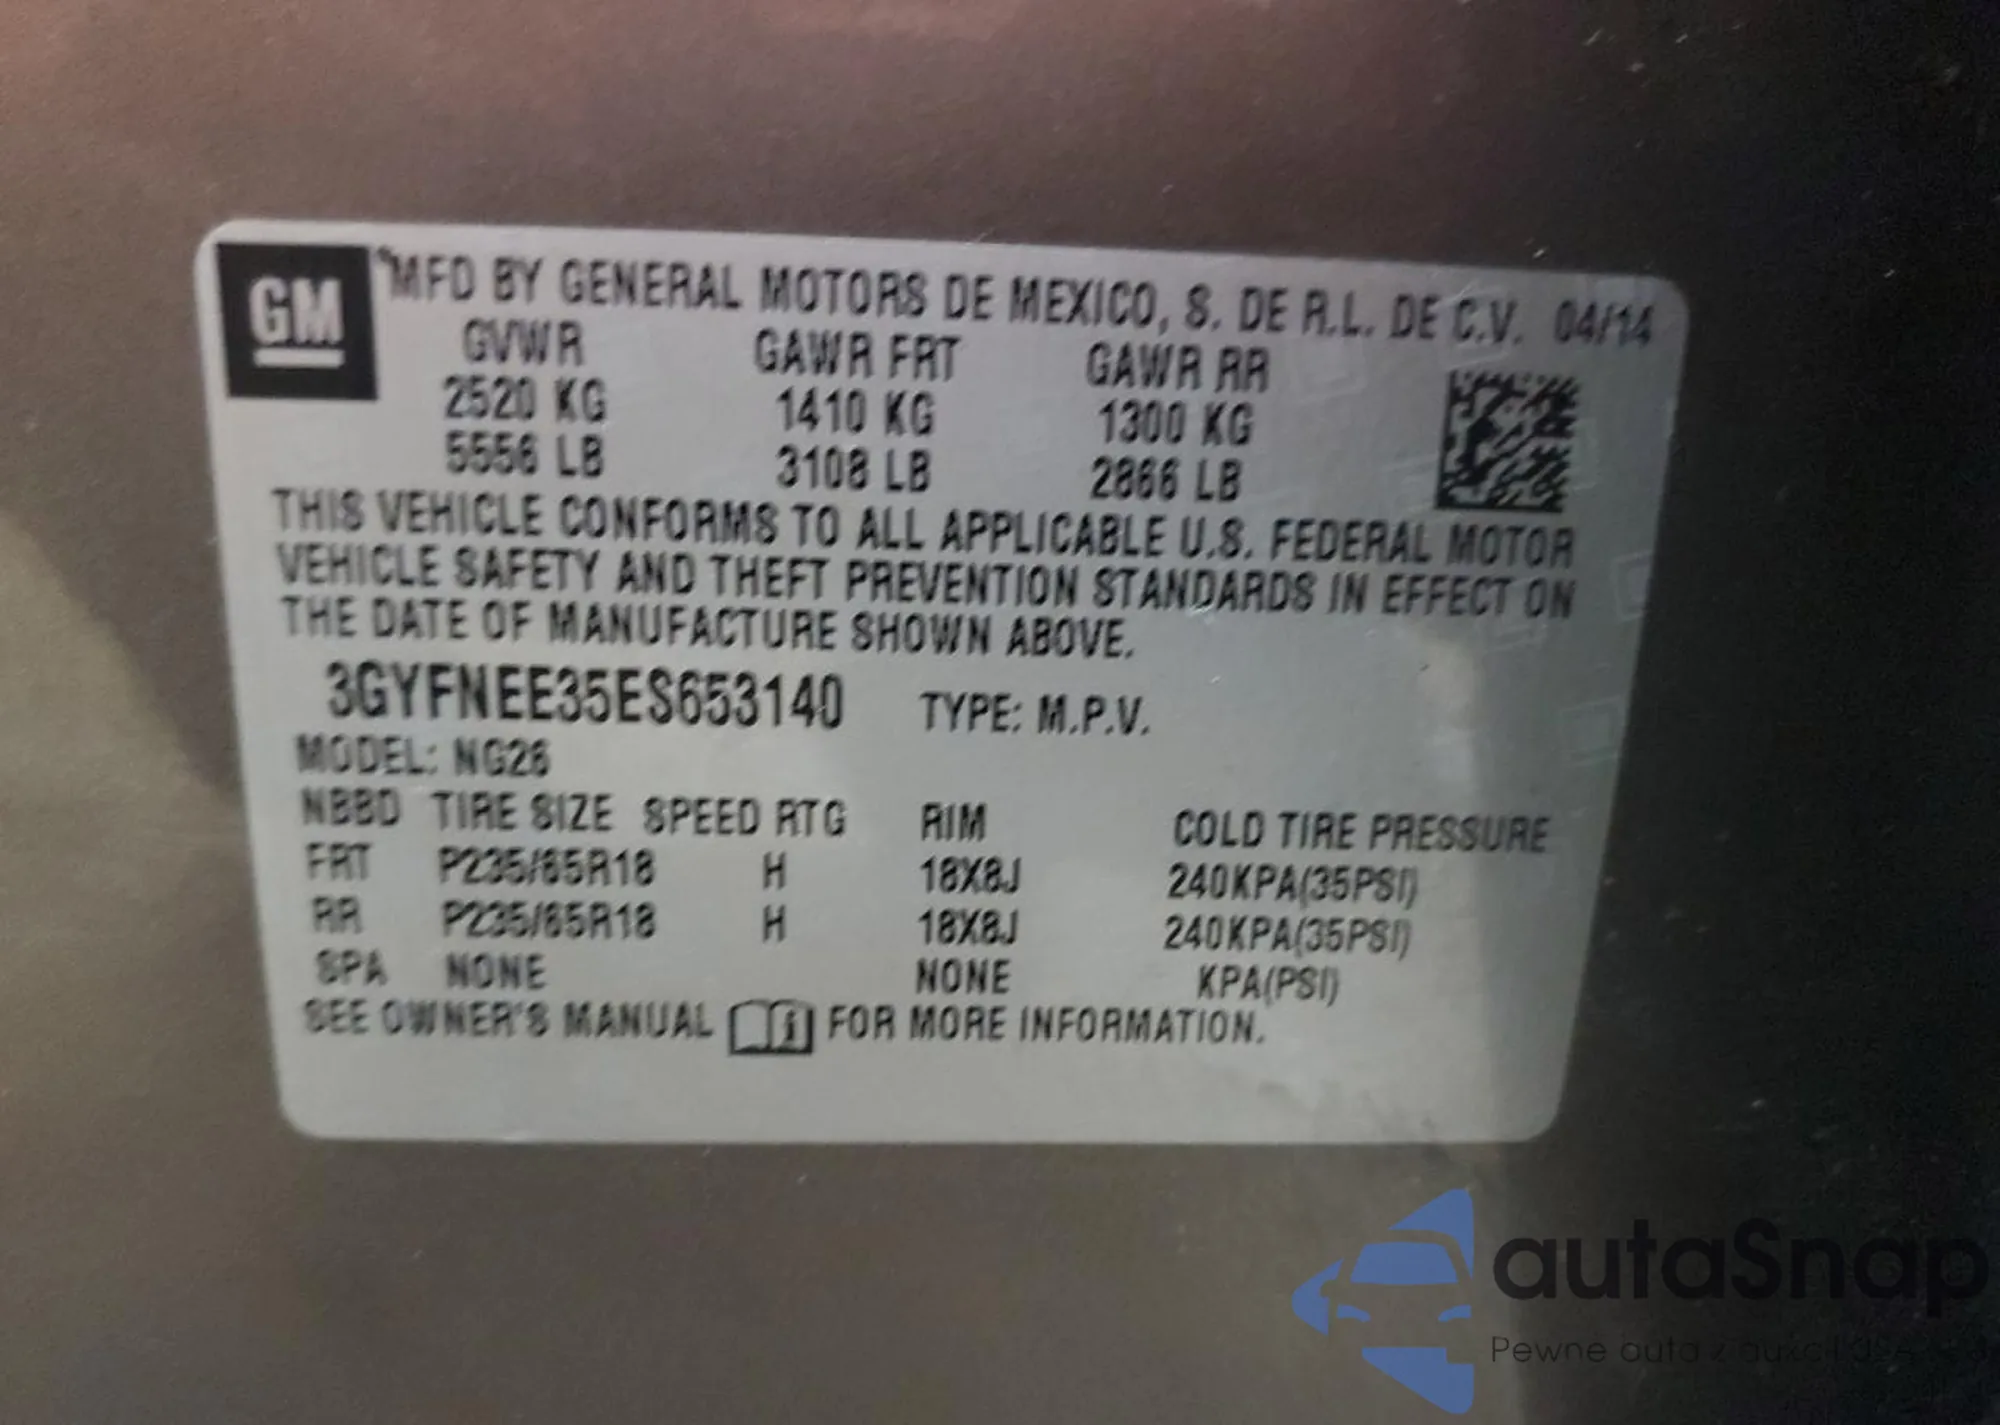 GM
*MFD BY GENERAL MOTORS DE MEXICO, S. DE R.L. DE C.V. 04/14
GVWR GAWR FRT GAWR RR
2520 KG 1410 KG 1300 KG
5556 LB 3108 LB 2866 LB
THIS VEHICLE CONFORMS TO ALL APPLICABLE U.S. FEDERAL MOTOR
VEHICLE SAFETY AND THEFT PREVENTION STANDARDS IN EFFECT ON
THE DATE OF MANUFACTURE SHOWN ABOVE.
3GYFNEE35ES653140 TYPE: M.P.V.
MODEL: NG26
NBBD TIRE SIZE SPEED RTG RIM COLD TIRE PRESSURE
FRT P235/65R18 H 18X8J 240KPA(35PSI)
RR P235/65R18 H 18X8J 240KPA(35PSI)
SPA NONE NONE KPA(PSI)
SEE OWNER'S MANUAL i FOR MORE INFORMATION.
autaSnap
Pewne auta z aukcji USA